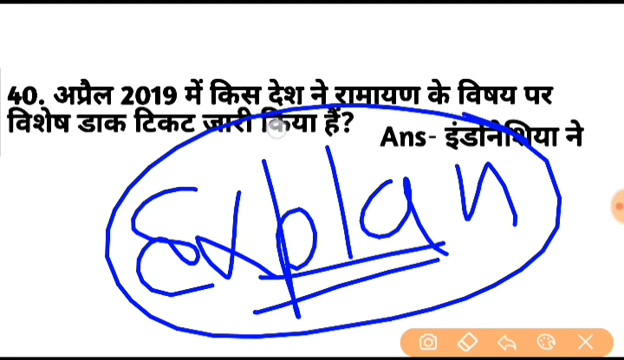 40. अप्रैल 2019 में किस देश ने रामायण के विषय पर
विशेष डाक टिकट जारी किया हैं?
Ans- इंडोनेशिया ने
Explan